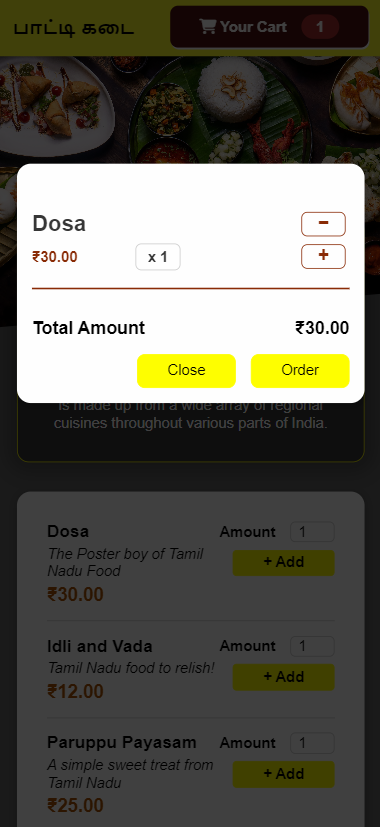 பாட்டி கடை
Your Cart 1
Dosa
−
₹30.00 x 1 +
Total Amount ₹30.00
Close Order
is made up from a wide array of regional
cuisines throughout various parts of India.
Dosa Amount 1
The Poster boy of Tamil
Nadu Food
+ Add
₹30.00
Idli and Vada Amount 1
Tamil Nadu food to relish!
+ Add
₹12.00
Paruppu Payasam Amount 1
A simple sweet treat from
Tamil Nadu
+ Add
₹25.00